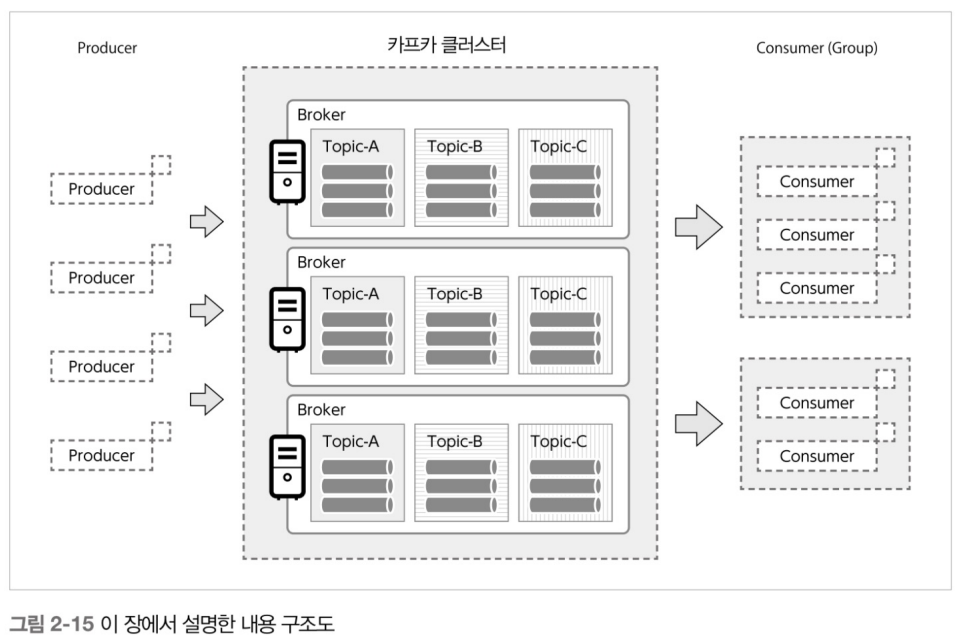 Producer
카프카 클러스터
Consumer (Group)
Producer
Producer
Producer
Producer
Broker
Topic-A
Topic-B
Topic-C
Broker
Topic-A
Topic-B
Topic-C
Broker
Topic-A
Topic-B
Topic-C
Consumer
Consumer
Consumer
Consumer
Consumer
그림 2-15 이 장에서 설명한 내용 구조도